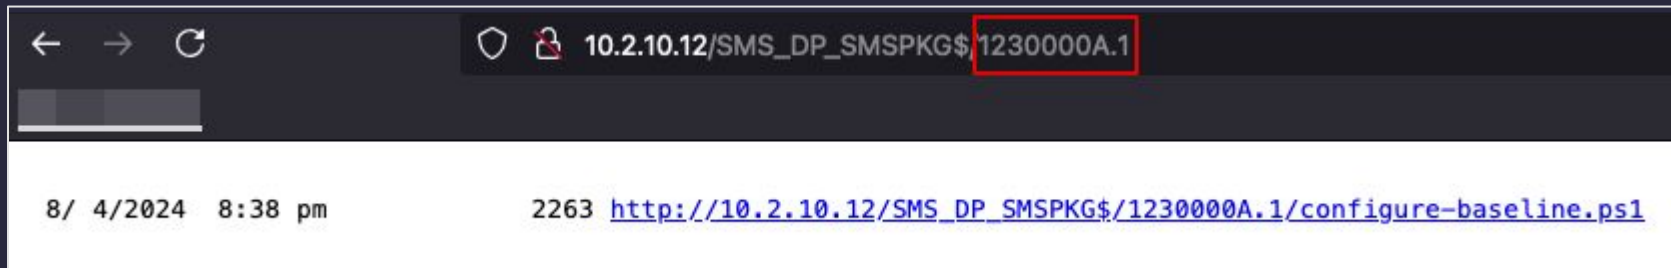 10.2.10.12/SMS_DP_SMSPKG$/1230000A.1
8/ 4/2024 8:38 pm 2263 http://10.2.10.12/SMS_DP_SMSPKG$/1230000A.1/configure-baseline.ps1